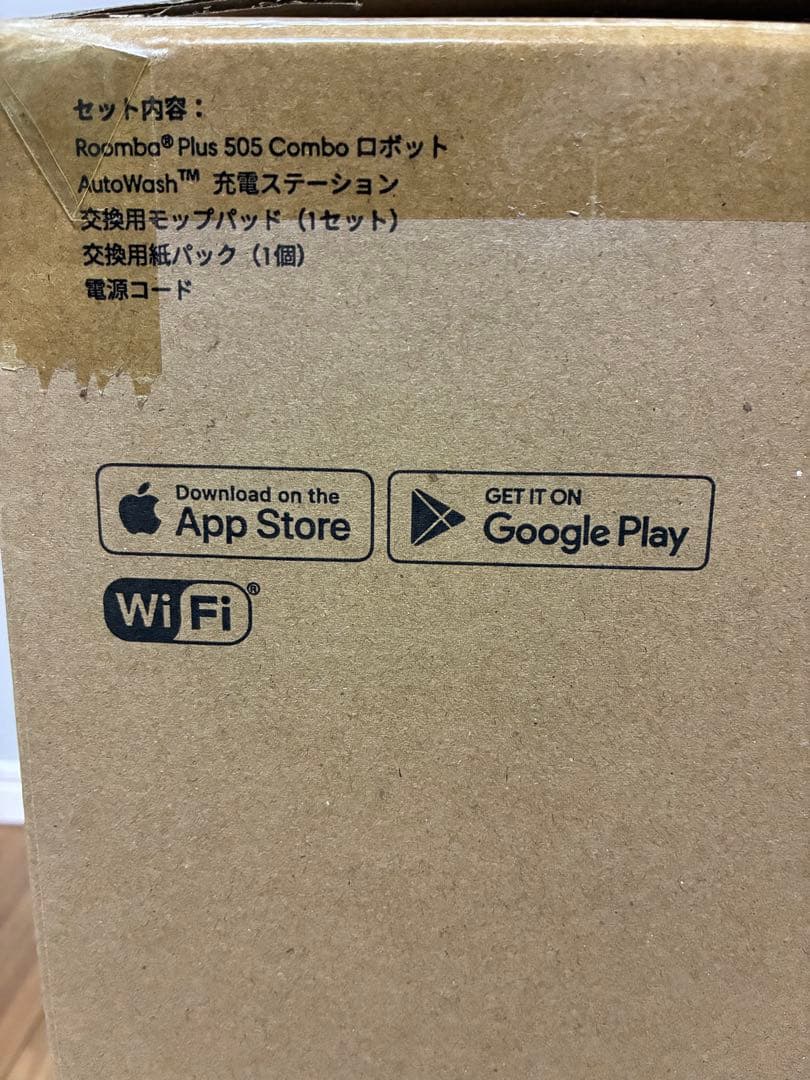 セット内容：
Roomba® Plus 505 Combo ロボット
AutoWash™ 充電ステーション
交換用モップパッド（1セット）
交換用紙パック（1個）
電源コード
Download on the
App Store
GET IT ON
Google Play
Wi Fi®